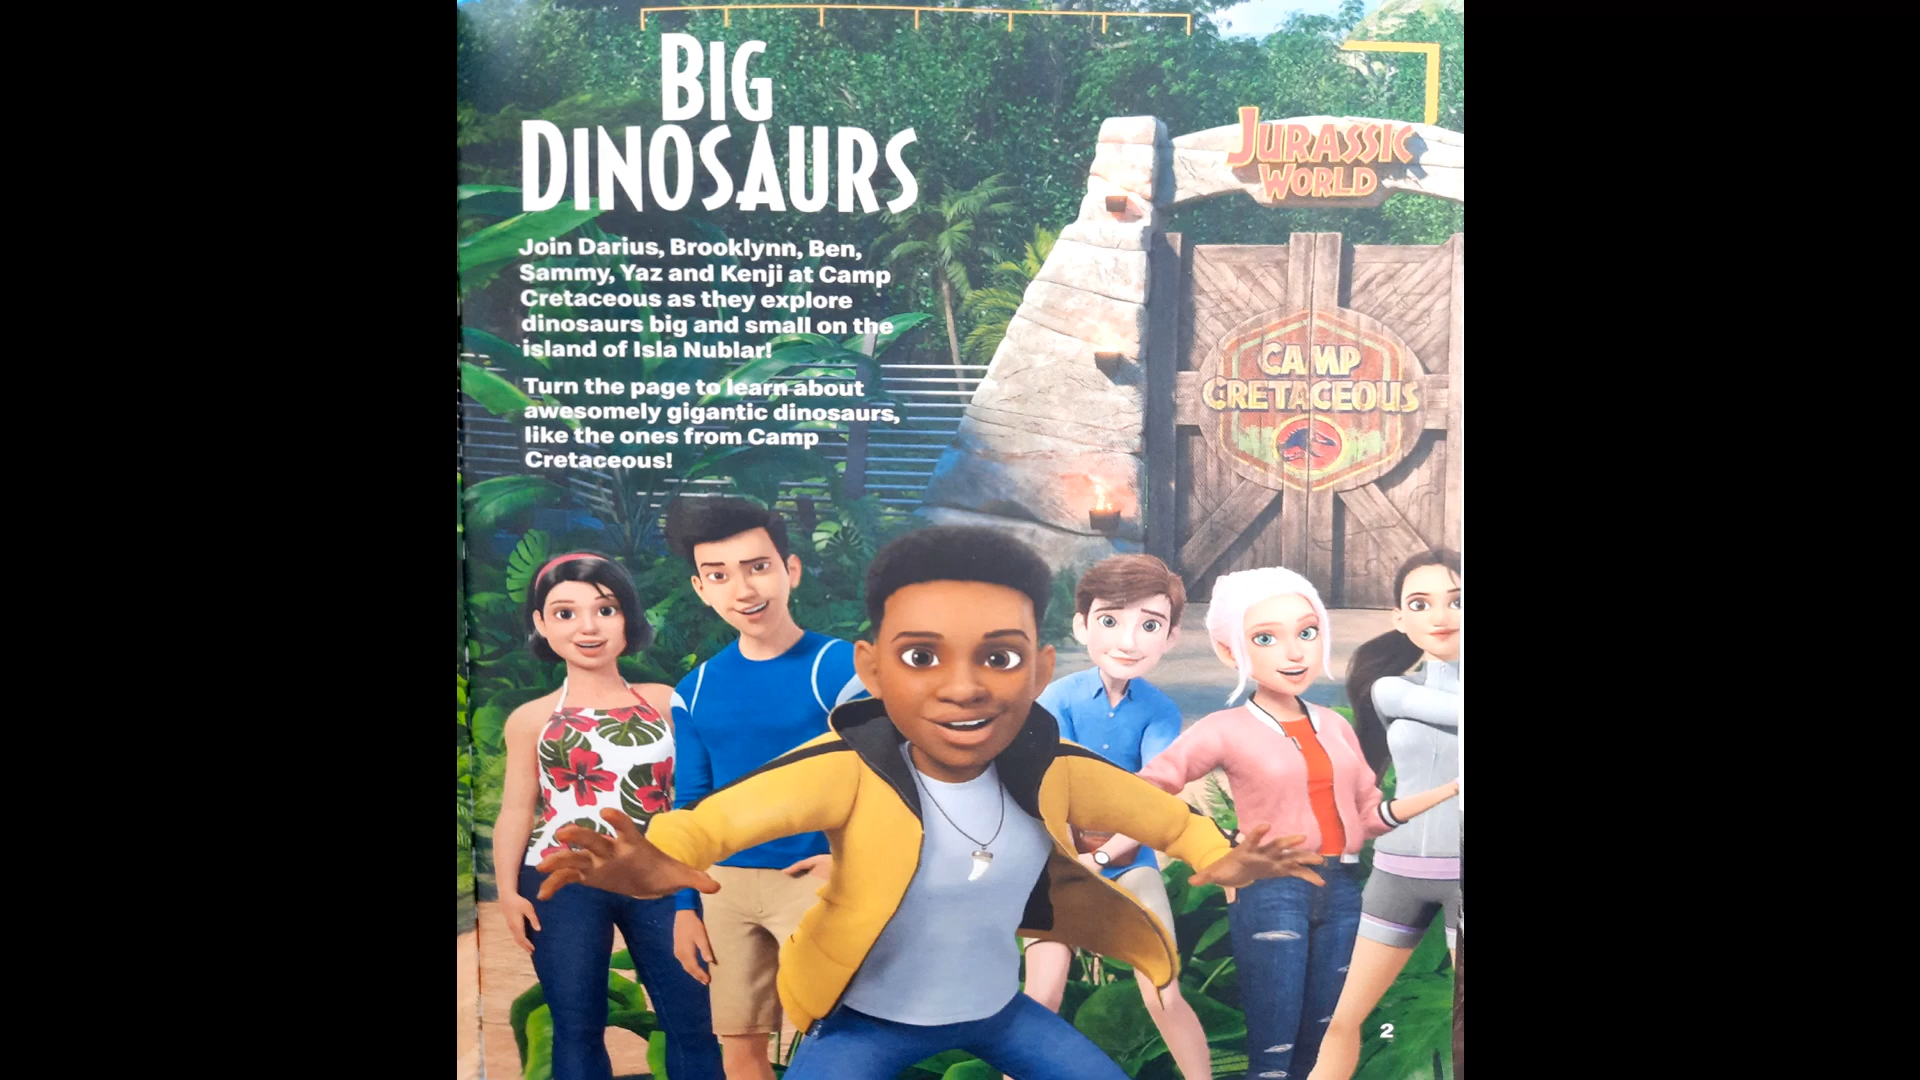 BIG
DINOSAURS
Join Darius, Brooklynn, Ben,
Sammy, Yaz and Kenji at Camp
Cretaceous as they explore
dinosaurs big and small on the
island of Isla Nublar!
Turn the page to learn about
awesomely gigantic dinosaurs,
like the ones from Camp
Cretaceous!
JURASSIC
WORLD
CAMP
CRETACEOUS
2